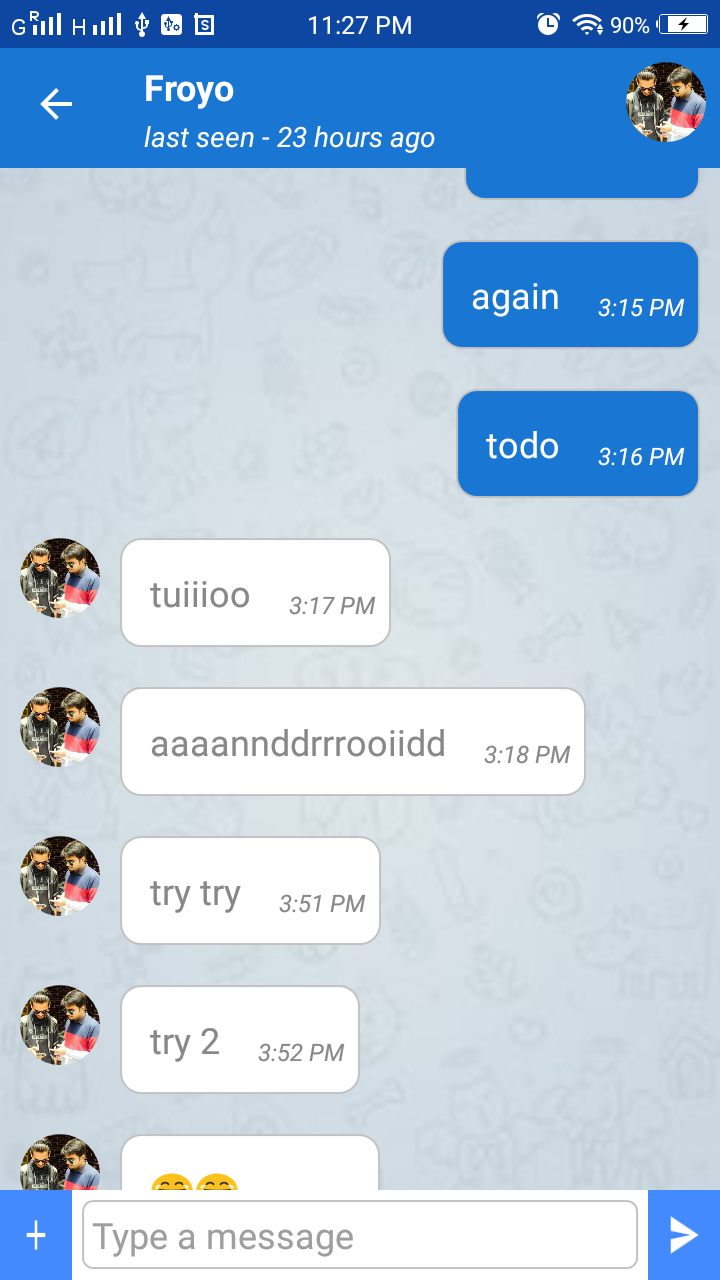 G R H 11:27 PM 90%
Froyo
last seen - 23 hours ago
again 3:15 PM
todo 3:16 PM
tuiiioo 3:17 PM
aaaannddrrrooiidd 3:18 PM
try try 3:51 PM
try 2 3:52 PM
Type a message